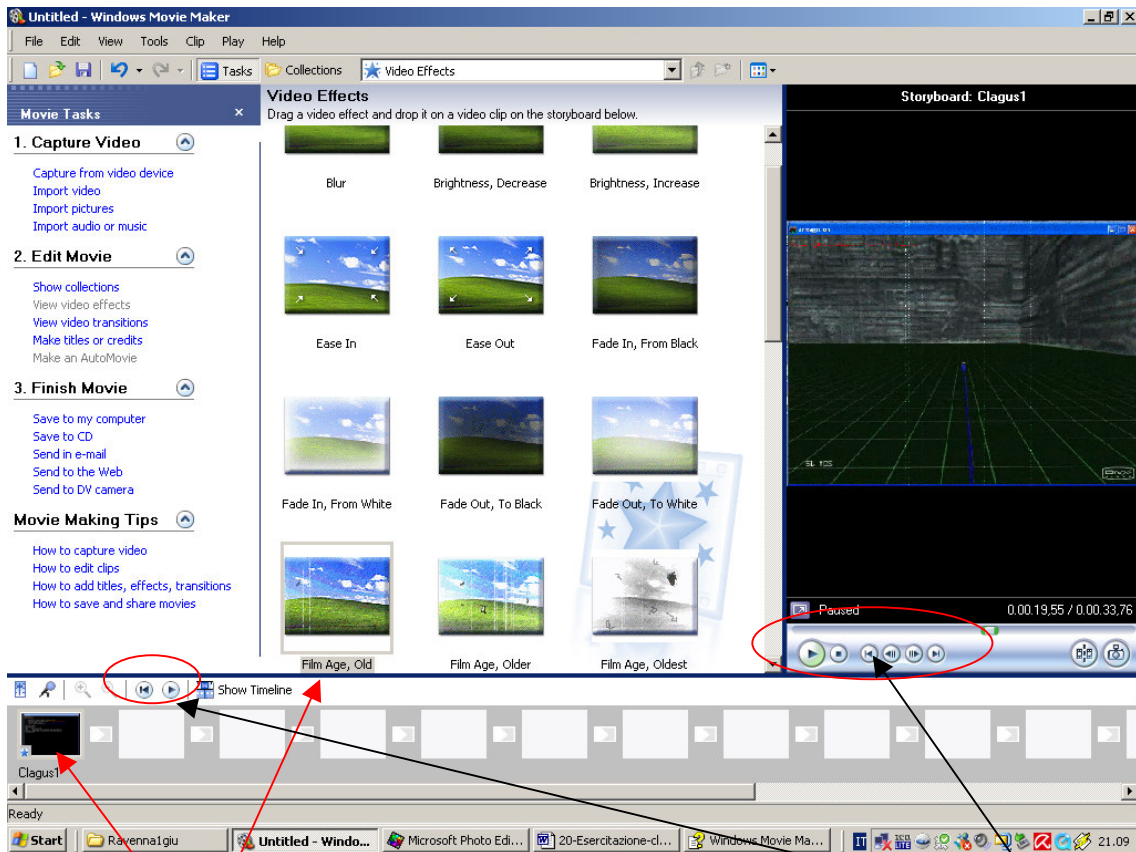 Untitled - Windows Movie Maker
File Edit View Tools Clip Play Help
Tasks Collections Video Effects
Movie Tasks
1. Capture Video
Capture from video device
Import video
Import pictures
Import audio or music
2. Edit Movie
Show collections
View video effects
View video transitions
Make titles or credits
Make an AutoMovie
3. Finish Movie
Save to my computer
Save to CD
Send in e-mail
Send to the Web
Send to DV camera
Movie Making Tips
How to capture video
How to edit clips
How to add titles, effects, transitions
How to save and share movies
Video Effects
Drag a video effect and drop it on a video clip on the storyboard below.
Blur Brightness, Decrease Brightness, Increase
Ease In Ease Out Fade In, From Black
Fade In, From White Fade Out, To Black Fade Out, To White
Film Age, Old Film Age, Older Film Age, Oldest
Storyboard: Clagus1
Paused 0.00.19,55 / 0.00.33,76
Show Timeline
Clagus1
Ready
Start Ravenna1giu Untitled - Windo... Microsoft Photo Edi... 20-Esercitazione-cl... Windows Movie Ma... IT 21.09